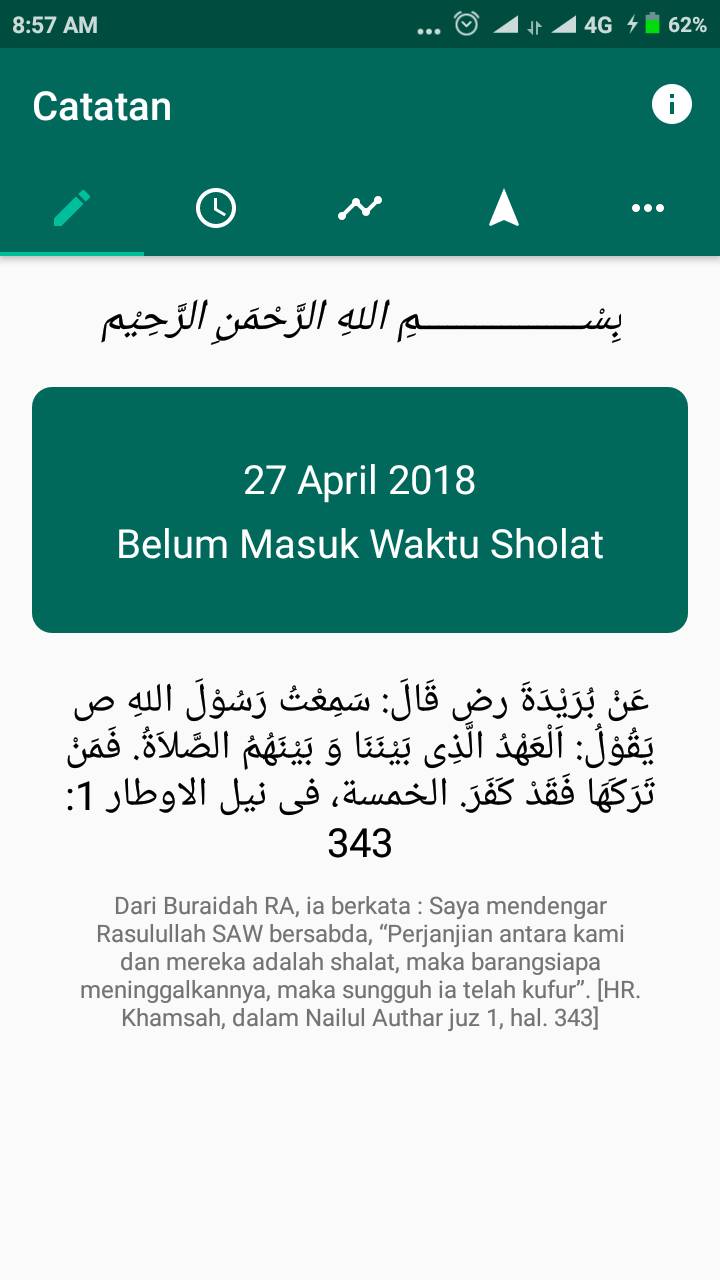 8:57 AM
4G 62%
Catatan
بِسْـــــــــــــــمِ اللهِ الرَّحْمَنِ الرَّحِيْم
27 April 2018
Belum Masuk Waktu Sholat
عَنْ بُرَيْدَةَ رض قَالَ: سَمِعْتُ رَسُوْلَ اللهِ ص
يَقُوْلُ: اَلْعَهْدُ الَّذِى بَيْنَنَا وَ بَيْنَهُمُ الصَّلاَةُ. فَمَنْ
تَرَكَهَا فَقَدْ كَفَرَ. الخمسة، فى نيل الاوطار 1:
343
Dari Buraidah RA, ia berkata : Saya mendengar
Rasulullah SAW bersabda, “Perjanjian antara kami
dan mereka adalah shalat, maka barangsiapa
meninggalkannya, maka sungguh ia telah kufur”. [HR.
Khamsah, dalam Nailul Authar juz 1, hal. 343]